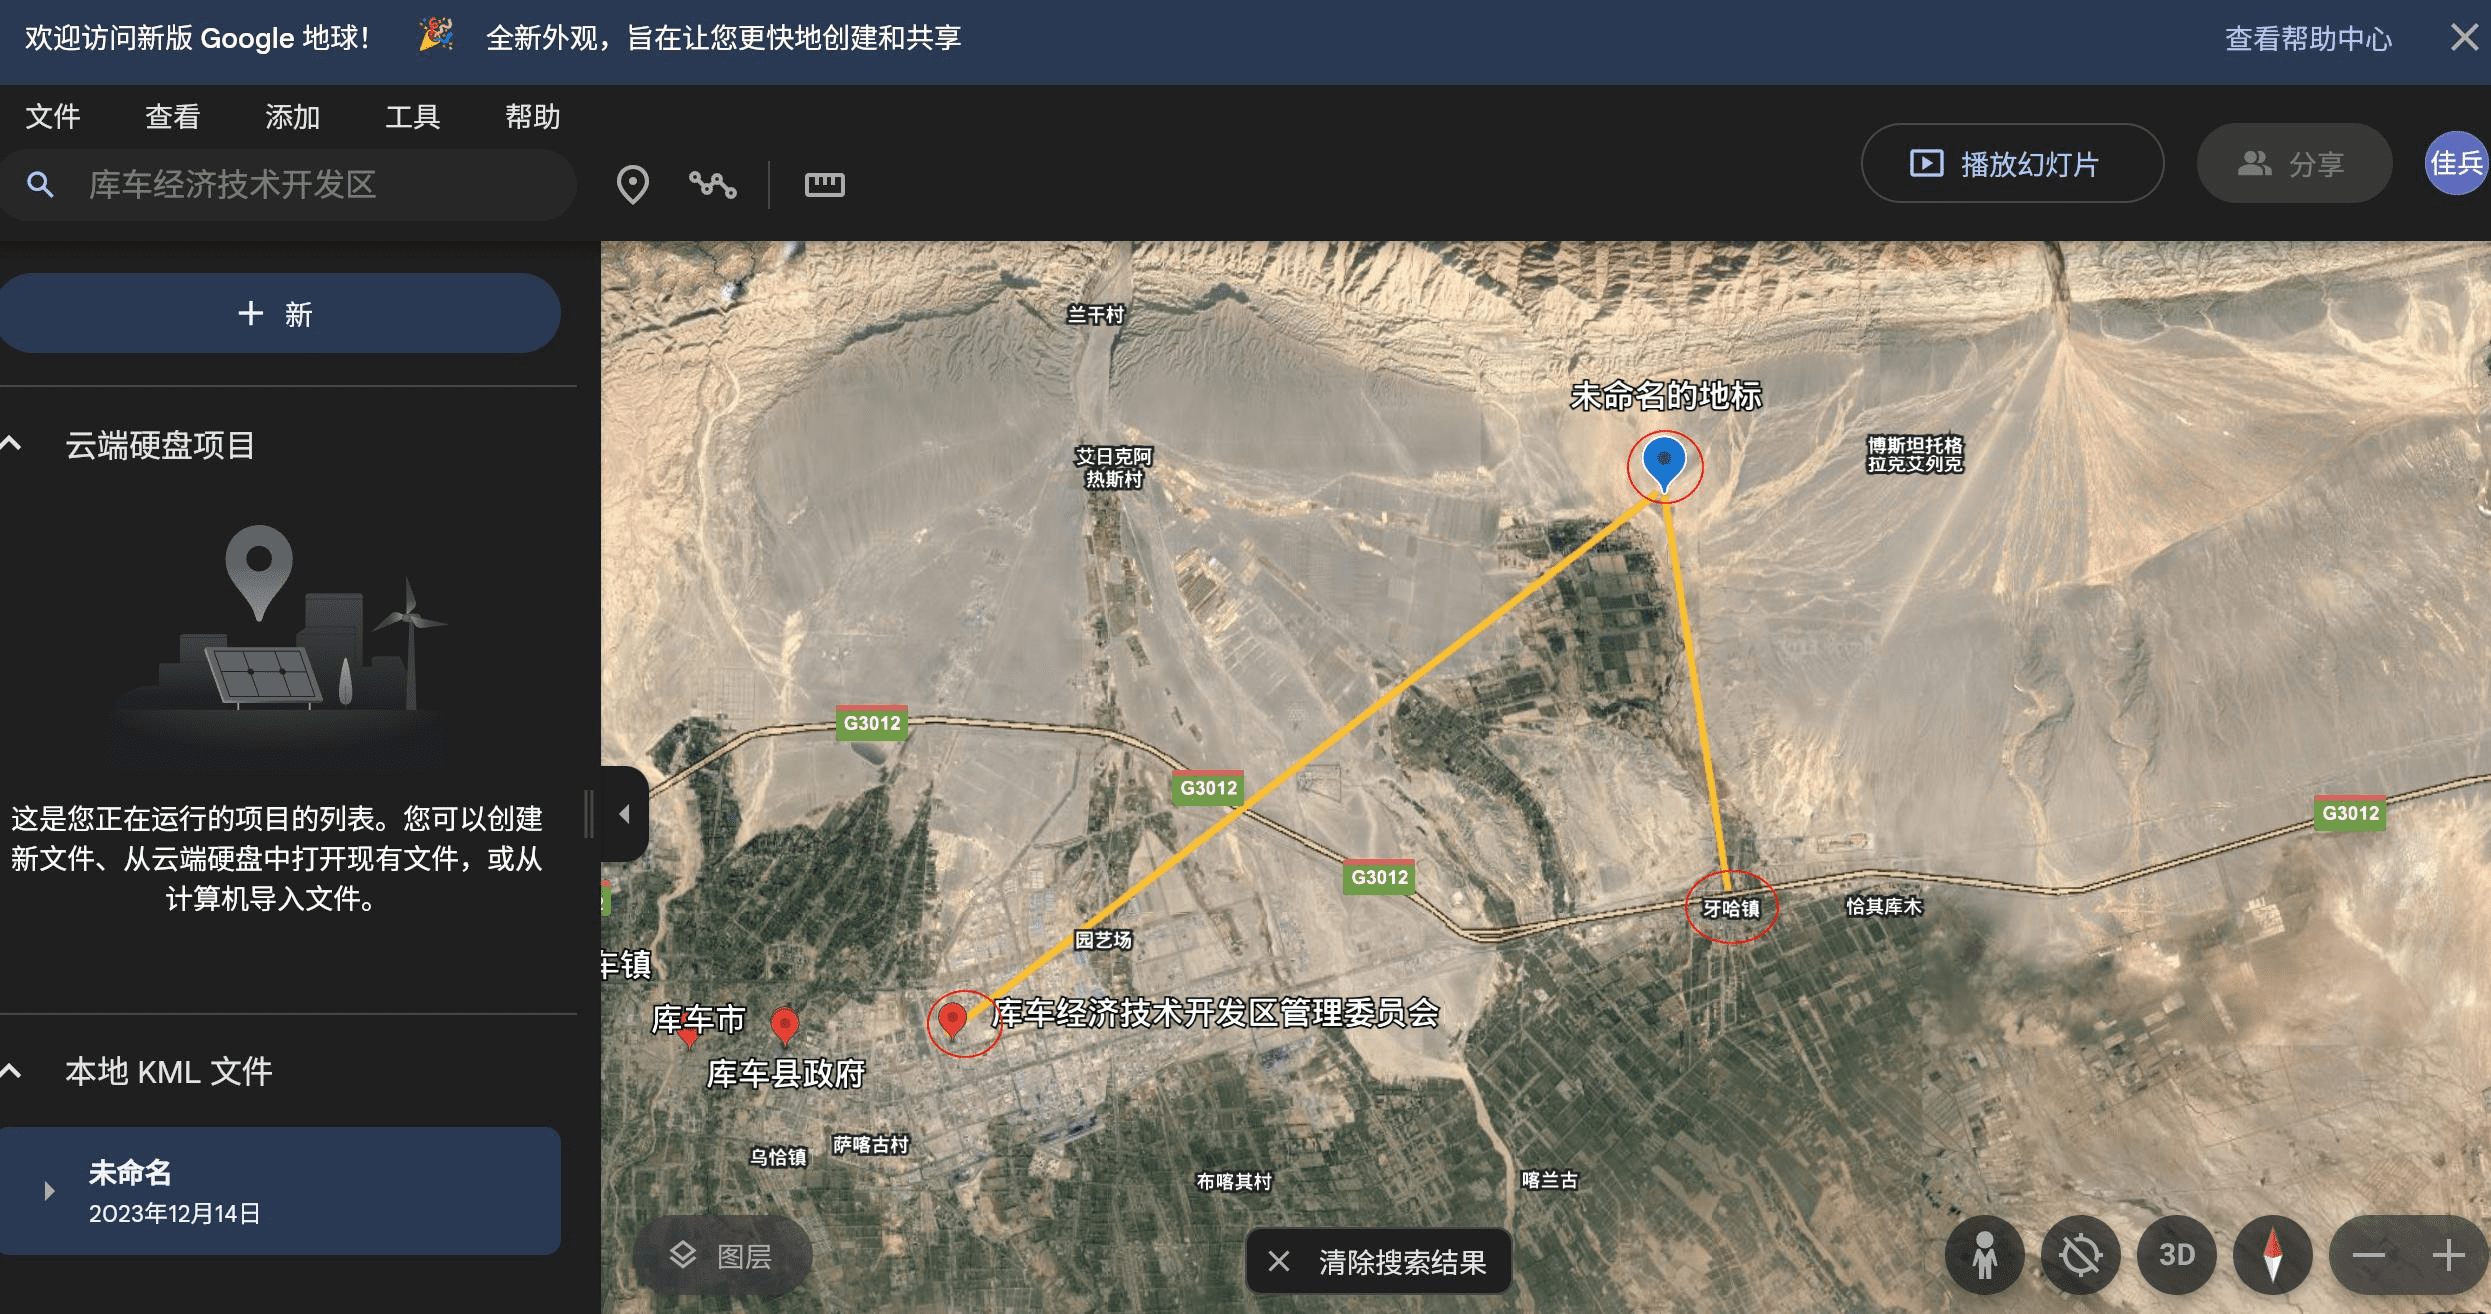 欢迎访问新版 Google 地球！ 🎉 全新外观，旨在让您更快地创建和共享
查看帮助中心
文件 查看 添加 工具 帮助
库车经济技术开发区
播放幻灯片
分享
佳兵
新
云端硬盘项目
这是您正在运行的项目的列表。您可以创建
新文件、从云端硬盘中打开现有文件，或从
计算机导入文件。
本地 KML 文件
未命名
2023年12月14日
兰干村
未命名的地标
艾日克阿
热斯村
博斯坦托格
拉克艾列克
G3012
G3012
G3012
G3012
牙哈镇
恰其库木
园艺场
车镇
库车市
库车经济技术开发区管理委员会
库车县政府
乌恰镇
萨喀古村
布喀其村
喀兰古
图层
清除搜索结果
3D